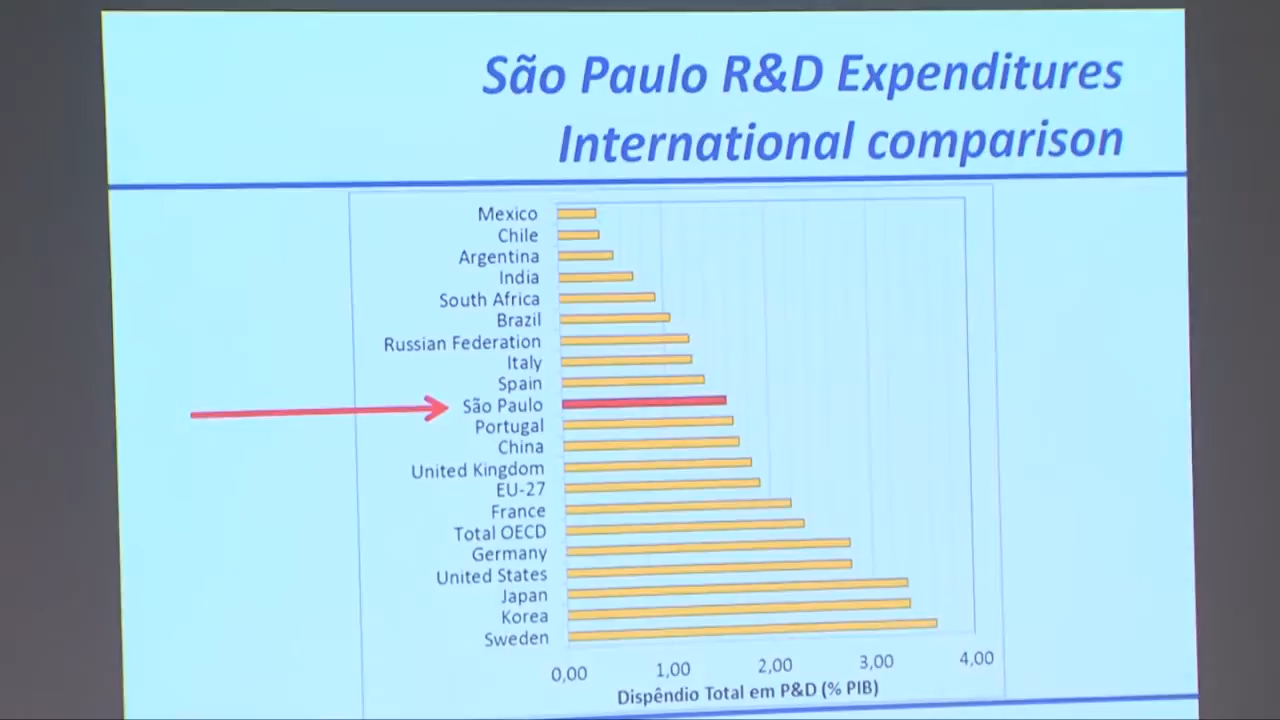 São Paulo R&D Expenditures
International comparison
Mexico
Chile
Argentina
India
South Africa
Brazil
Russian Federation
Italy
Spain
São Paulo
Portugal
China
United Kingdom
EU-27
France
Total OECD
Germany
United States
Japan
Korea
Sweden
0,00 1,00 2,00 3,00 4,00
Dispêndio Total em P&D (% PIB)